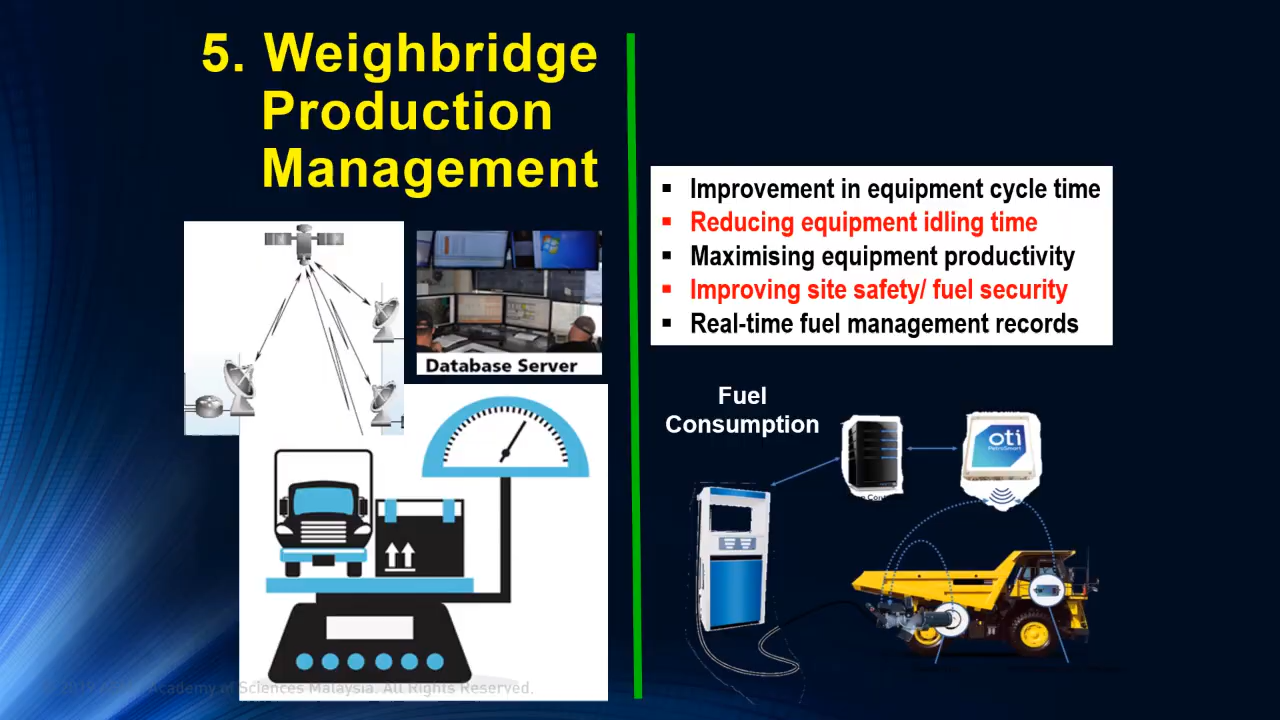 5. Weighbridge
Production
Management
Database Server
▪ Improvement in equipment cycle time
▪ Reducing equipment idling time
▪ Maximising equipment productivity
▪ Improving site safety/ fuel security
▪ Real-time fuel management records
Fuel
Consumption
oti
PetroSmart
Academy of Sciences Malaysia. All Rights Reserved.